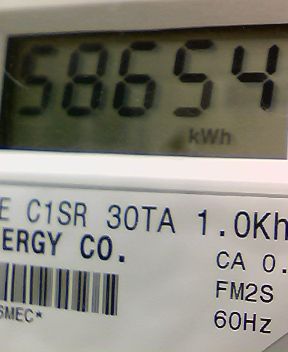 58654
kWh
E C1SR 30TA 1.0Kh
ERGY CO.
CA 0.
FM2S
SMEC*
60Hz